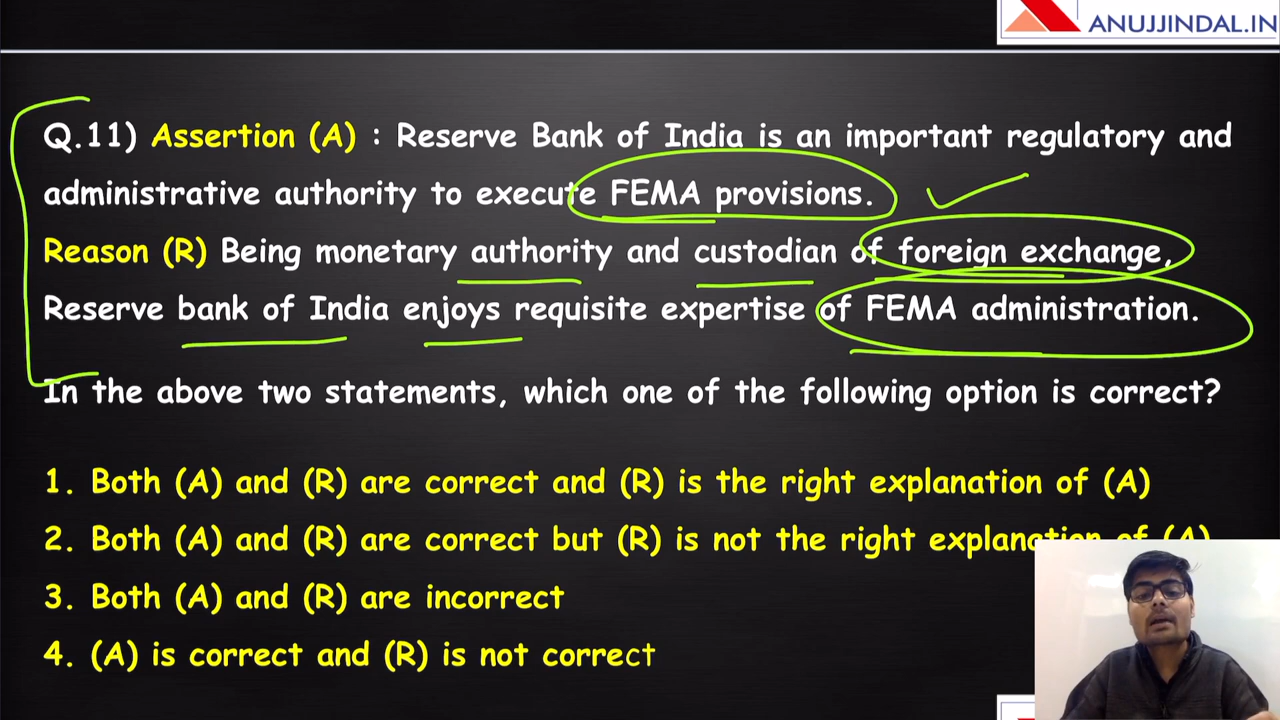 ANUJJINDAL.IN
Q.11) Assertion (A) : Reserve Bank of India is an important regulatory and
administrative authority to execute FEMA provisions.
Reason (R) Being monetary authority and custodian of foreign exchange,
Reserve bank of India enjoys requisite expertise of FEMA administration.
In the above two statements, which one of the following option is correct?
1. Both (A) and (R) are correct and (R) is the right explanation of (A)
2. Both (A) and (R) are correct but (R) is not the right explanation of (A)
3. Both (A) and (R) are incorrect
4. (A) is correct and (R) is not correct